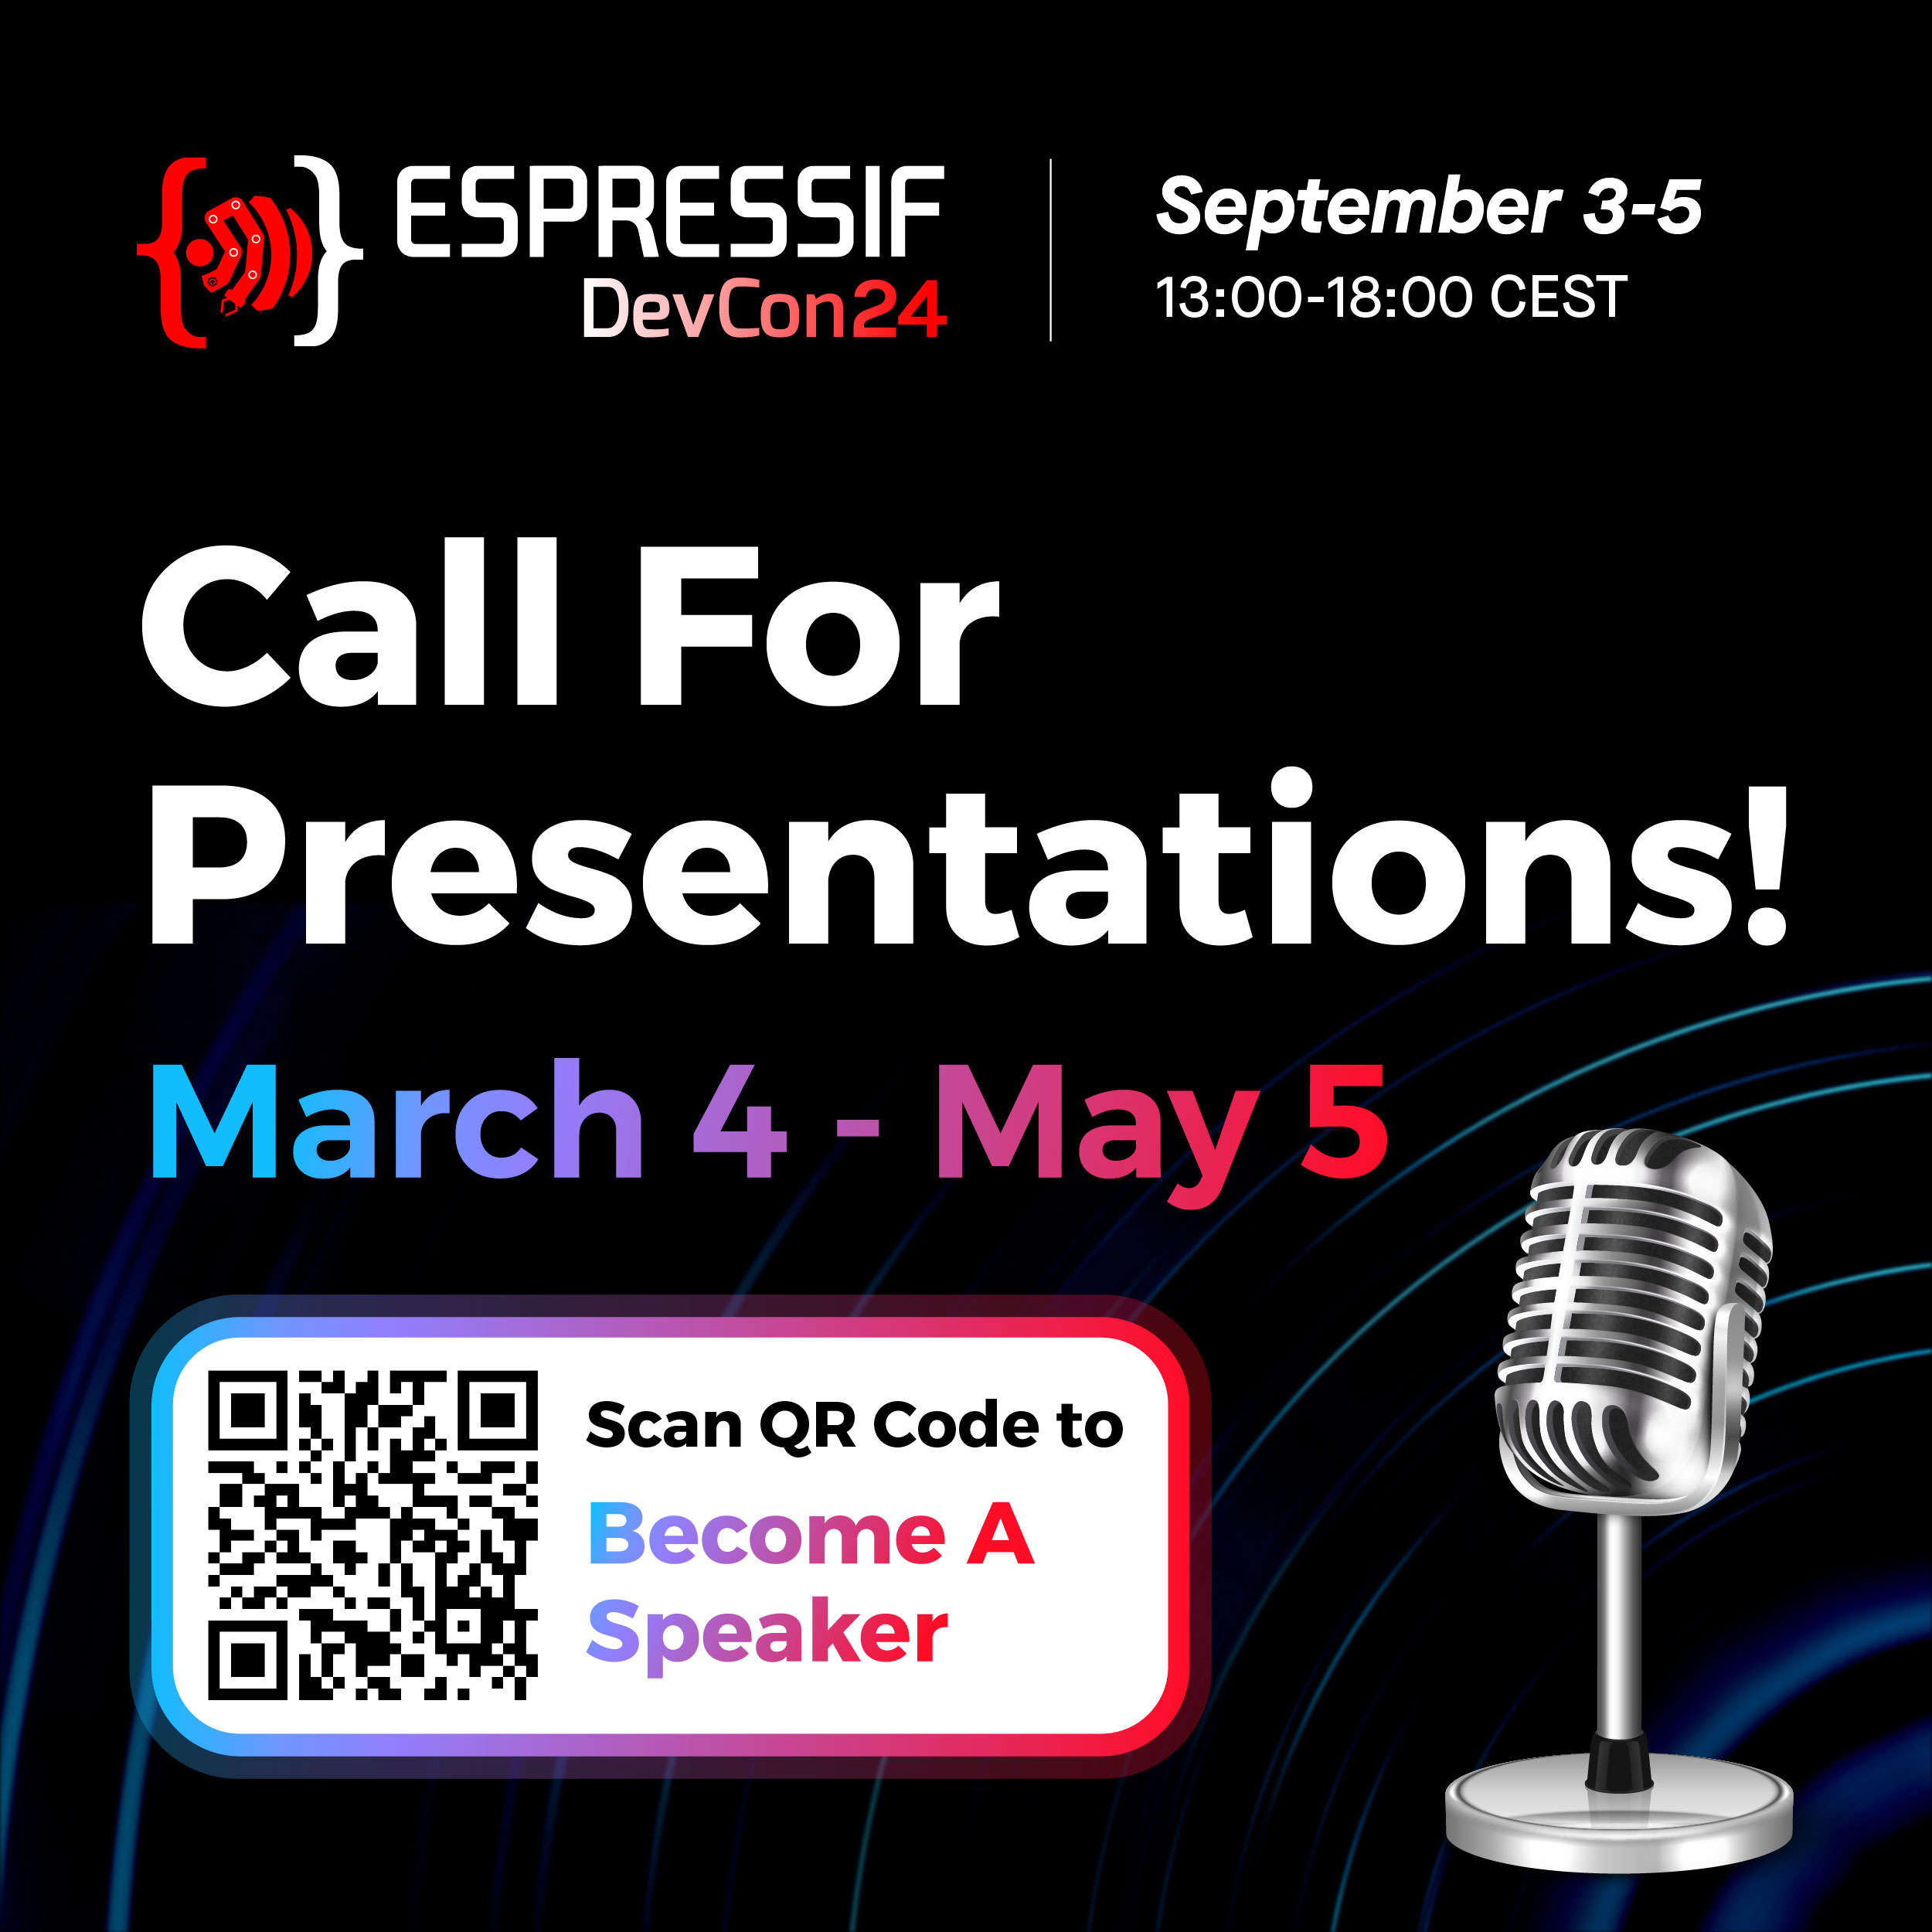 ESPRESSIF
DevCon24
September 3-5
13:00-18:00 CEST
Call For
Presentations!
March 4 - May 5
Scan QR Code to
Become A
Speaker